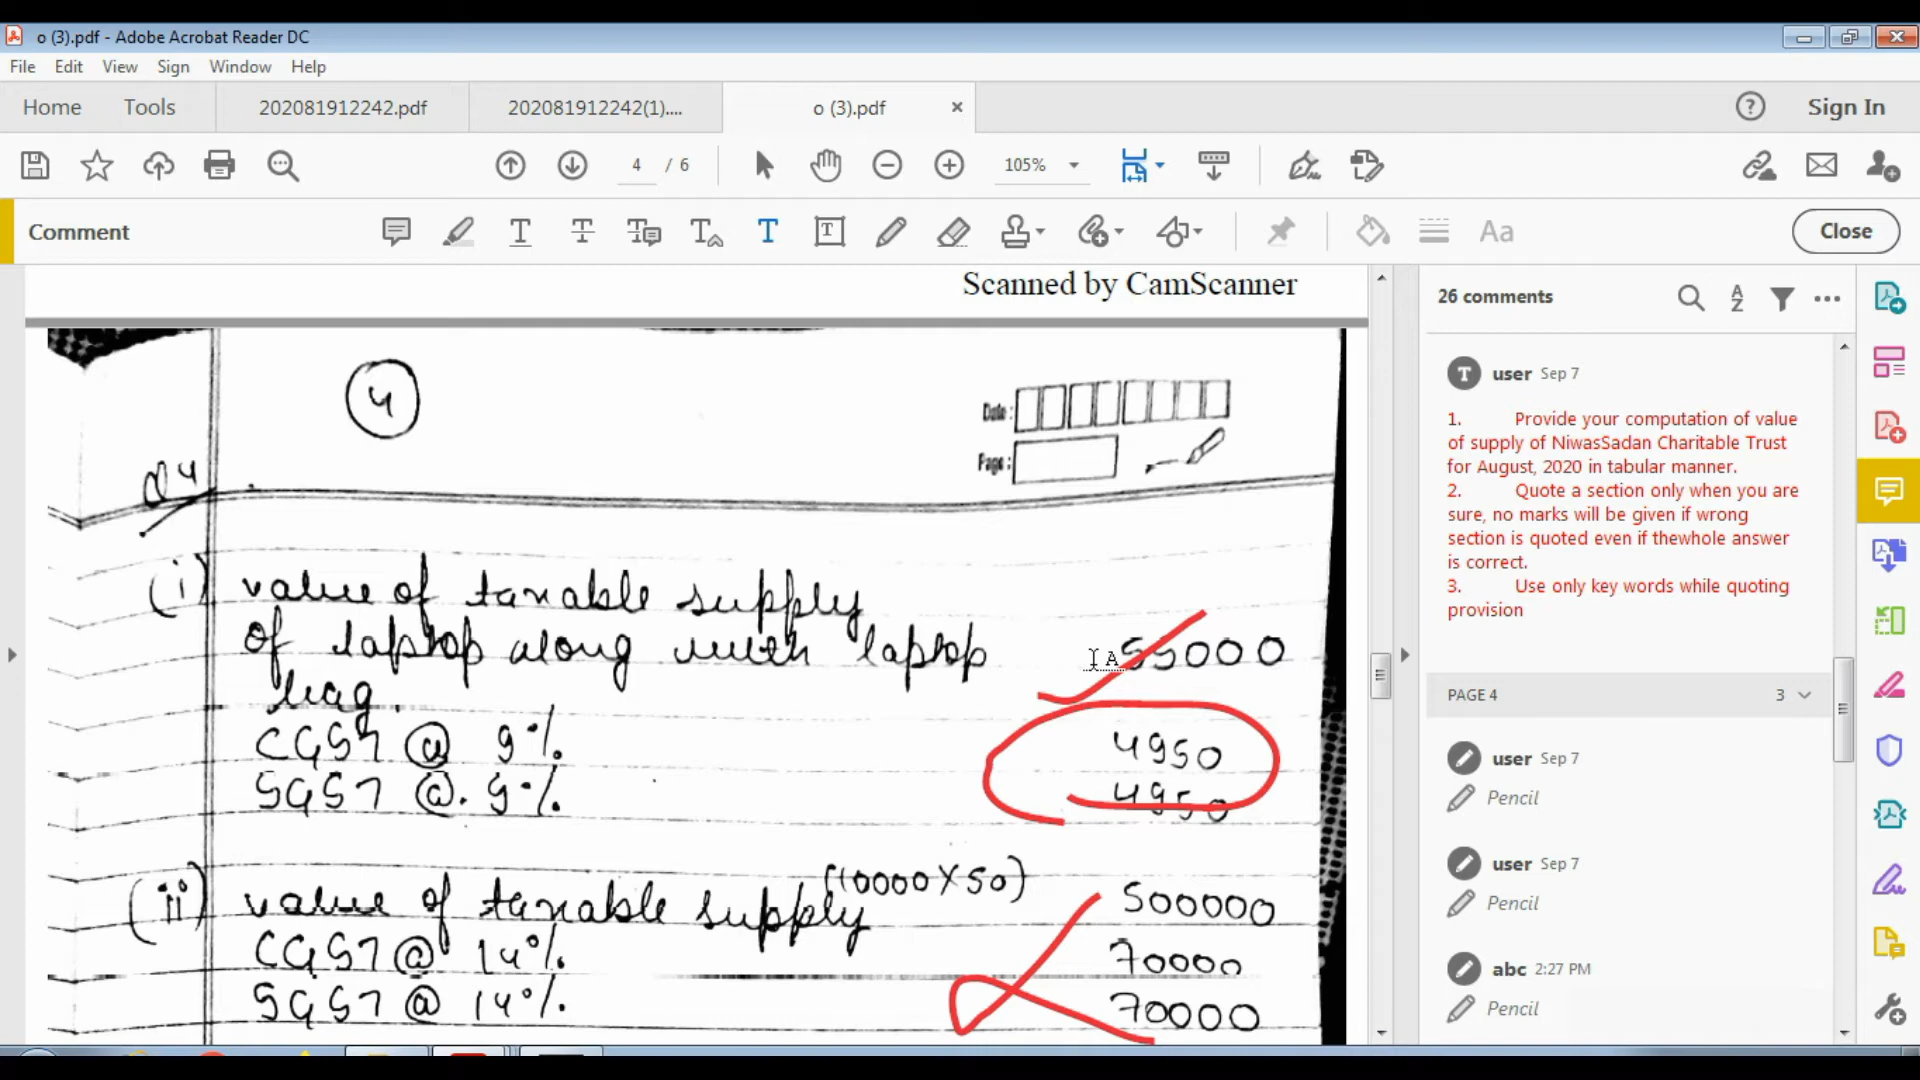 o (3).pdf - Adobe Acrobat Reader DC
File Edit View Sign Window Help
Home Tools 202081912242.pdf 202081912242(1).... o (3).pdf Sign In
4 / 6 105%
Comment Close
Scanned by CamScanner
4
Date :
Page :
Q4
(i) value of taxable supply
of laptop along with laptop 55000
bag.
CGST @ 9%. 4950
SGST @. 9%. 4950
(ii) value of taxable supply (10000 X 50) 500000
CGST @ 14%. 70000
SGST @ 14%. 70000
26 comments
user Sep 7
1. Provide your computation of value
of supply of NiwasSadan Charitable Trust
for August, 2020 in tabular manner.
2. Quote a section only when you are
sure, no marks will be given if wrong
section is quoted even if thewhole answer
is correct.
3. Use only key words while quoting
provision
PAGE 4 3
user Sep 7
Pencil
user Sep 7
Pencil
abc 2:27 PM
Pencil